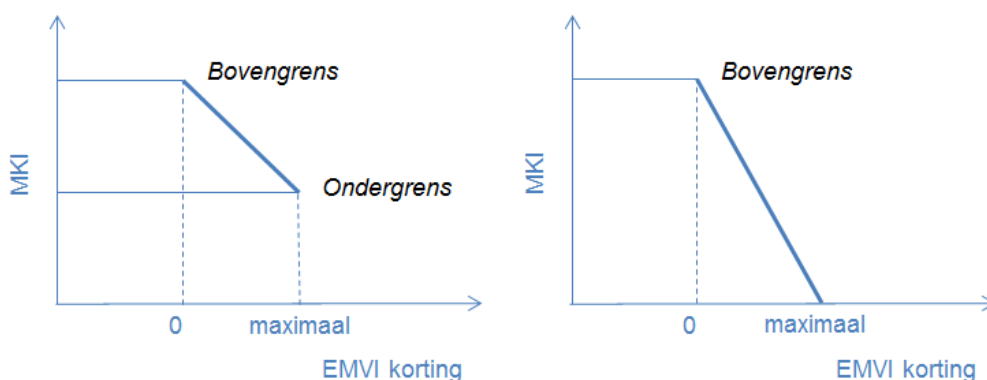 Bovengrens
Ondergrens
MKI
0
maximaal
EMVI korting
Bovengrens
MKI
0
maximaal
EMVI korting